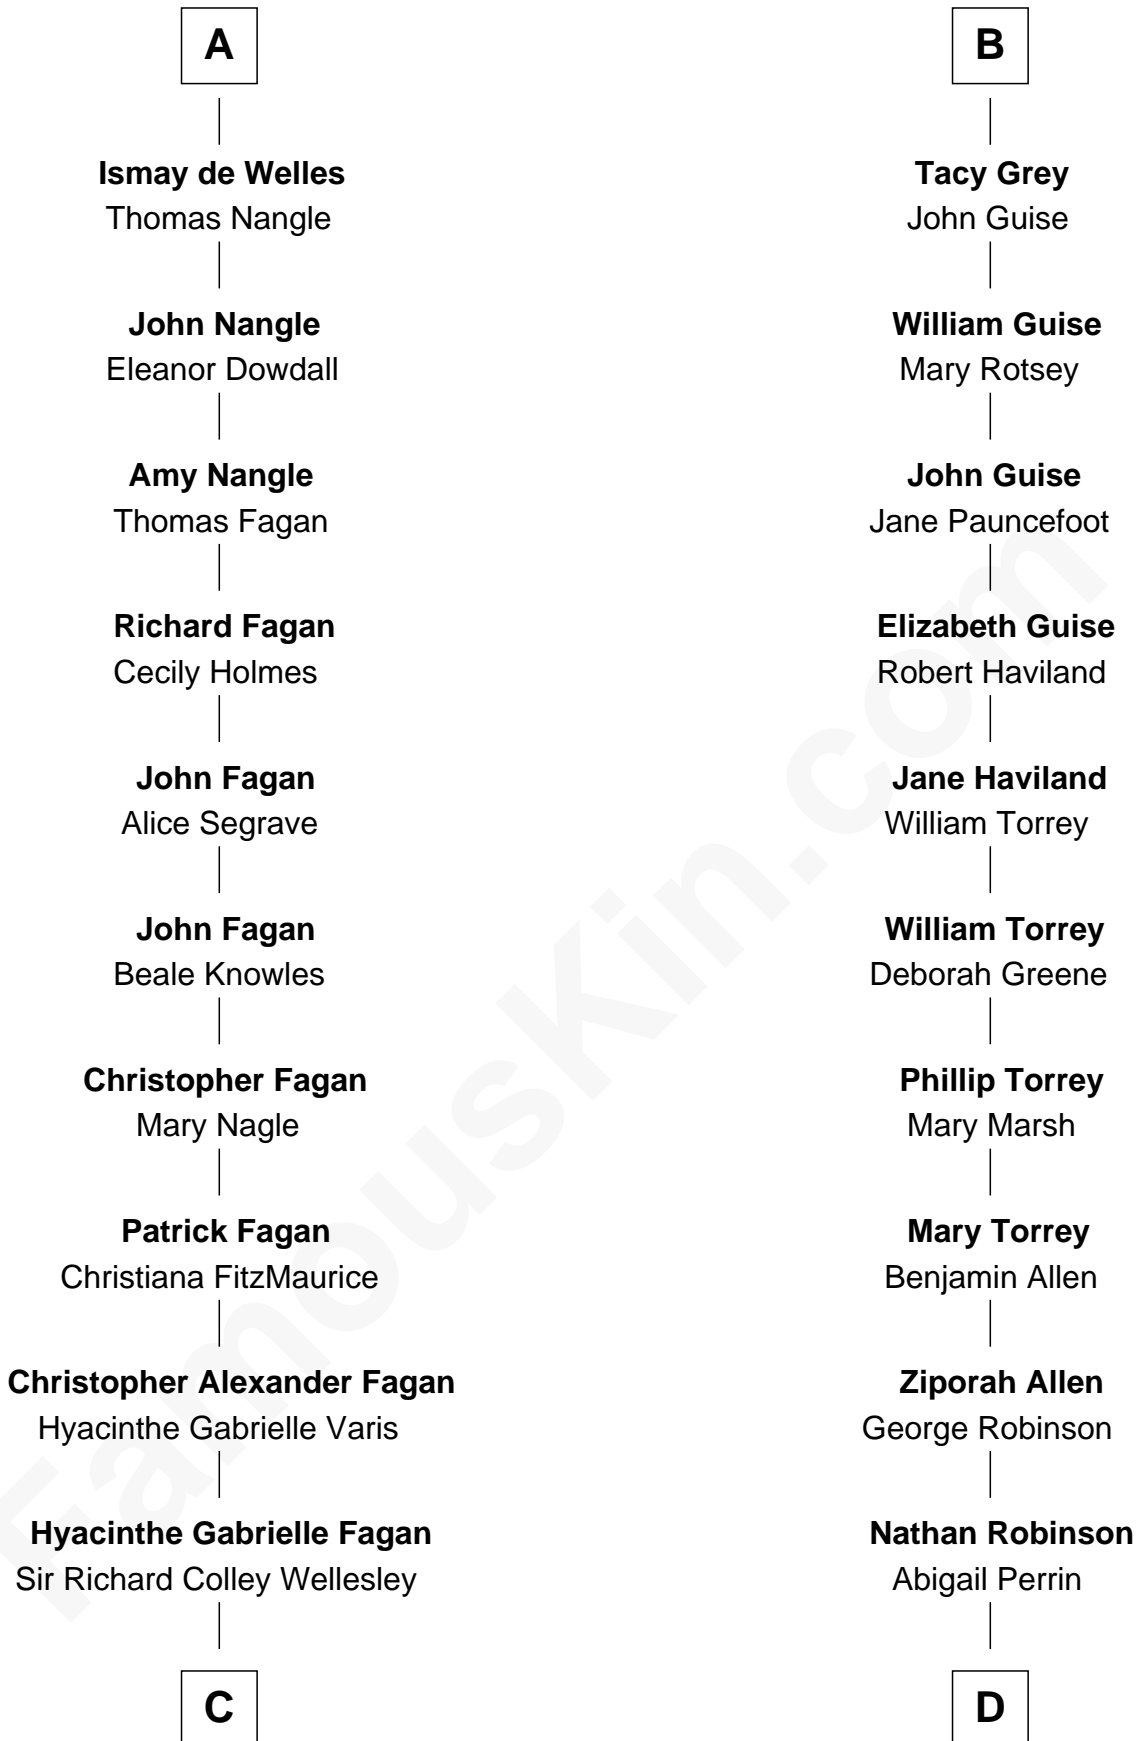 A
Ismay de Welles
Thomas Nangle
John Nangle
Eleanor Dowdall
Amy Nangle
Thomas Fagan
Richard Fagan
Cecily Holmes
John Fagan
Alice Segrave
John Fagan
Beale Knowles
Christopher Fagan
Mary Nagle
Patrick Fagan
Christiana FitzMaurice
Christopher Alexander Fagan
Hyacinthe Gabrielle Varis
Hyacinthe Gabrielle Fagan
Sir Richard Colley Wellesley
C
B
Tacy Grey
John Guise
William Guise
Mary Rotsey
John Guise
Jane Pauncefoot
Elizabeth Guise
Robert Haviland
Jane Haviland
William Torrey
William Torrey
Deborah Greene
Phillip Torrey
Mary Marsh
Mary Torrey
Benjamin Allen
Ziporah Allen
George Robinson
Nathan Robinson
Abigail Perrin
D
FamousKin.com